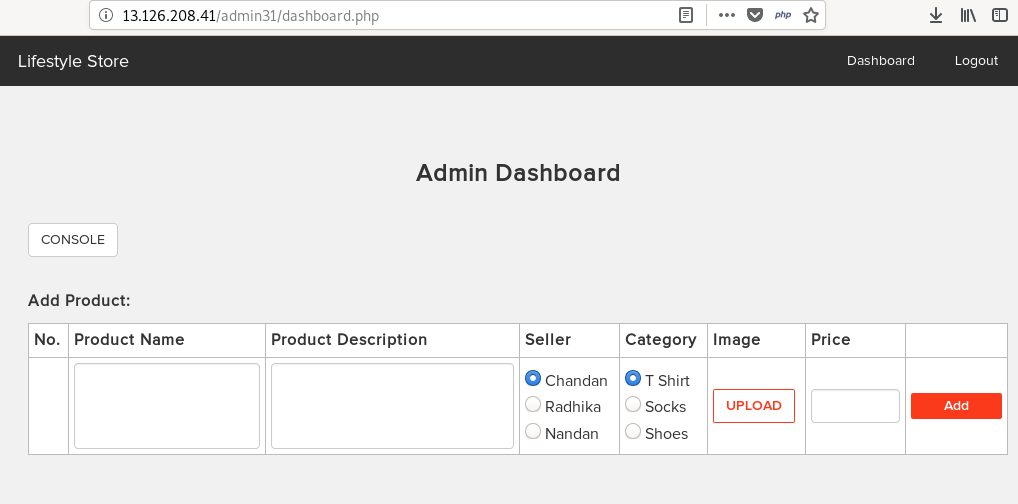 13.126.208.41/admin31/dashboard.php php
Lifestyle Store Dashboard Logout
Admin Dashboard
CONSOLE
Add Product:
No. Product Name Product Description Seller Category Image Price
Chandan T Shirt
Radhika Socks UPLOAD Add
Nandan Shoes